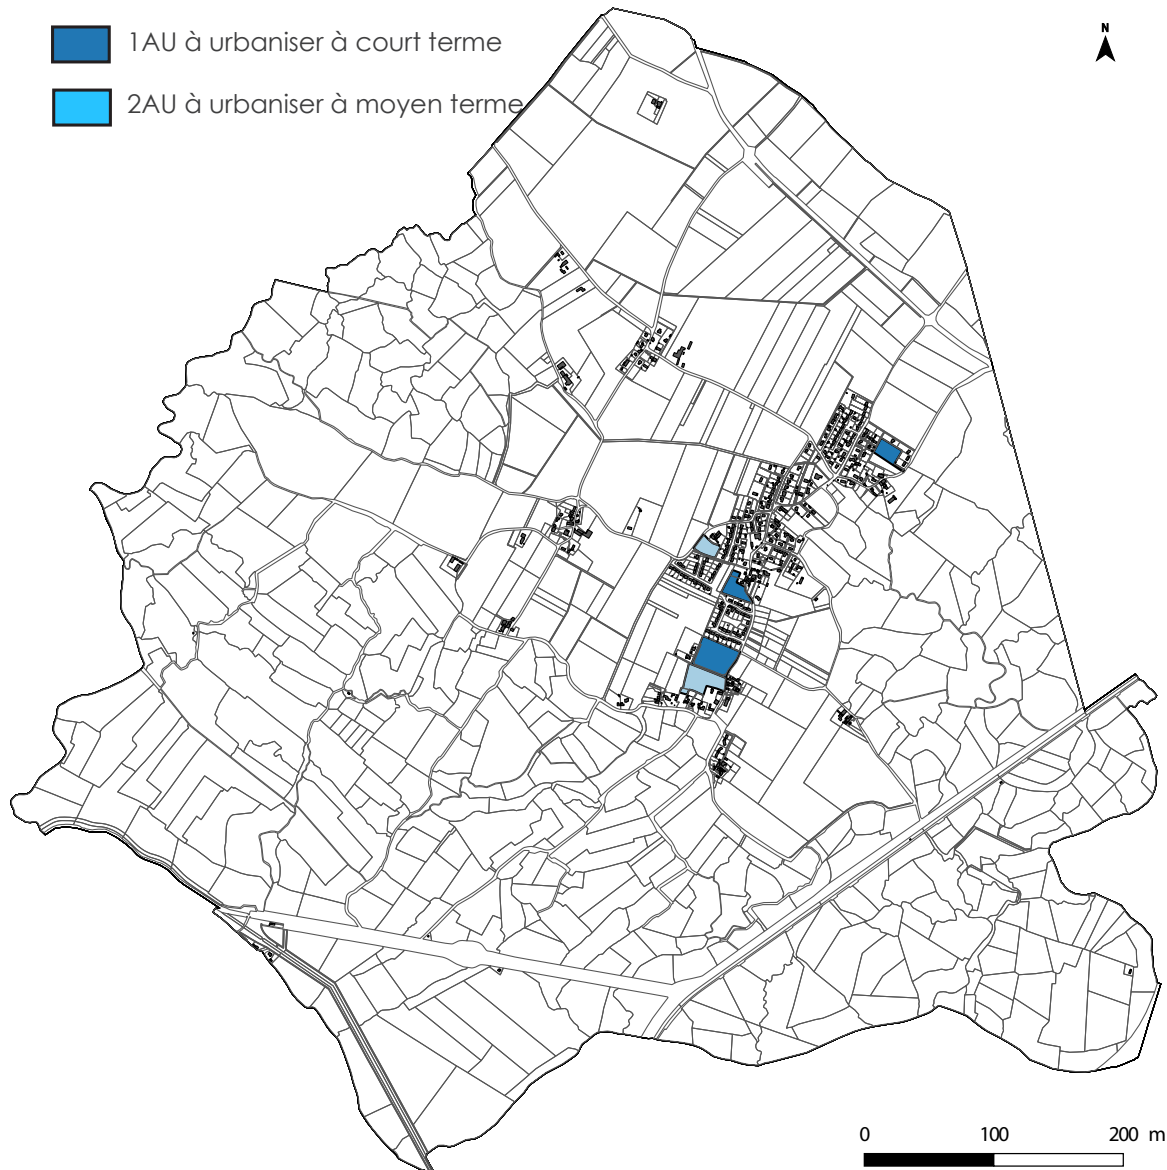 1AU à urbaniser à court terme
N
2AU à urbaniser à moyen terme
0 100 200 m